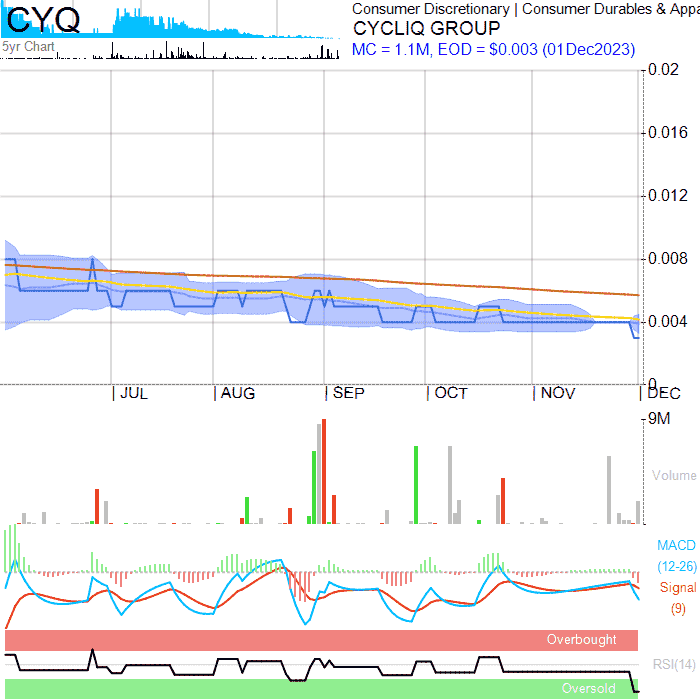 CYQ
5yr Chart
Consumer Discretionary | Consumer Durables & Appa
CYCLIQ GROUP
MC = 1.1M, EOD = $0.003 (01Dec2023)
0.02
0.016
0.012
0.008
0.004
0
JUL AUG SEP OCT NOV DEC
9M
Volume
MACD
(12-26)
Signal
(9)
Overbought
RSI(14)
Oversold